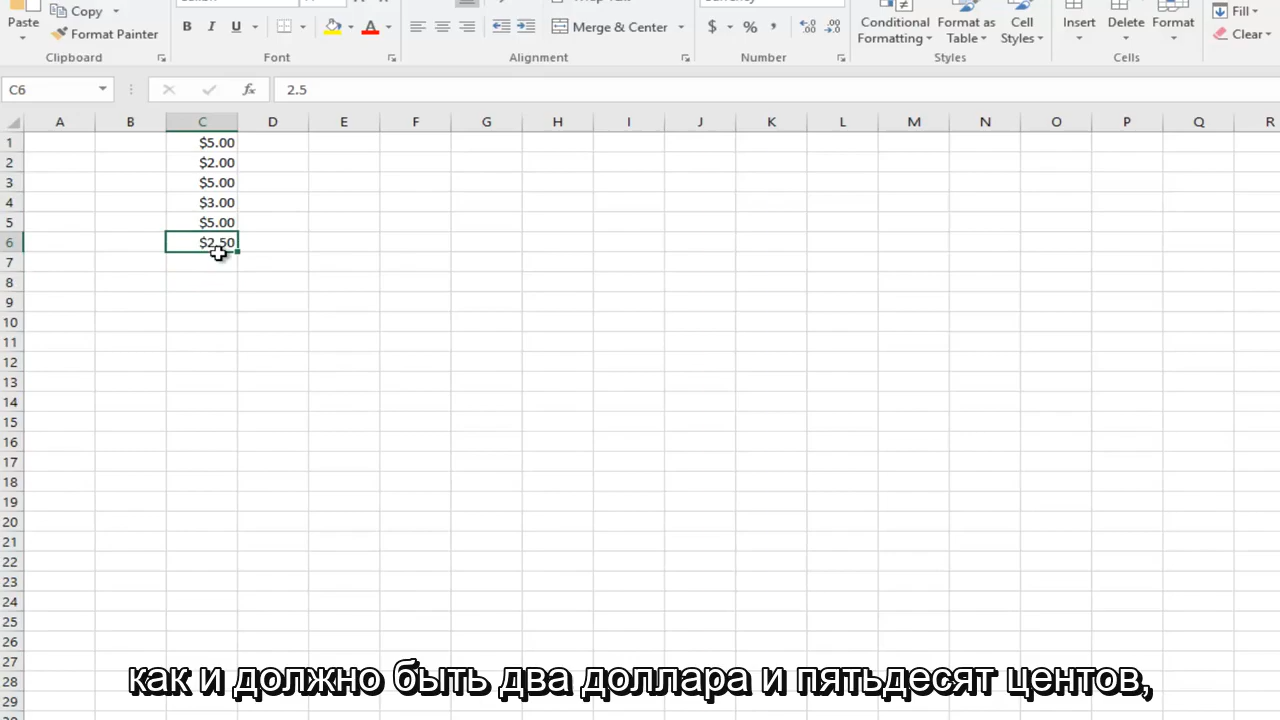 Copy
Paste
Format Painter
B I U
Merge & Center
$ %
Conditional
Formatting
Format as
Table
Cell
Styles
Insert
Delete
Format
Fill
Clear
Clipboard
Font
Alignment
Number
Styles
Cells
C6
fx
2.5
A B C D E F G H I J K L M N O P Q R
1 $5.00
2 $2.00
3 $5.00
4 $3.00
5 $5.00
6 $2.50
7
8
9
10
11
12
13
14
15
16
17
18
19
20
21
22
23
24
25
26
27
28
29
как и должно быть два доллара и пятьдесят центов,